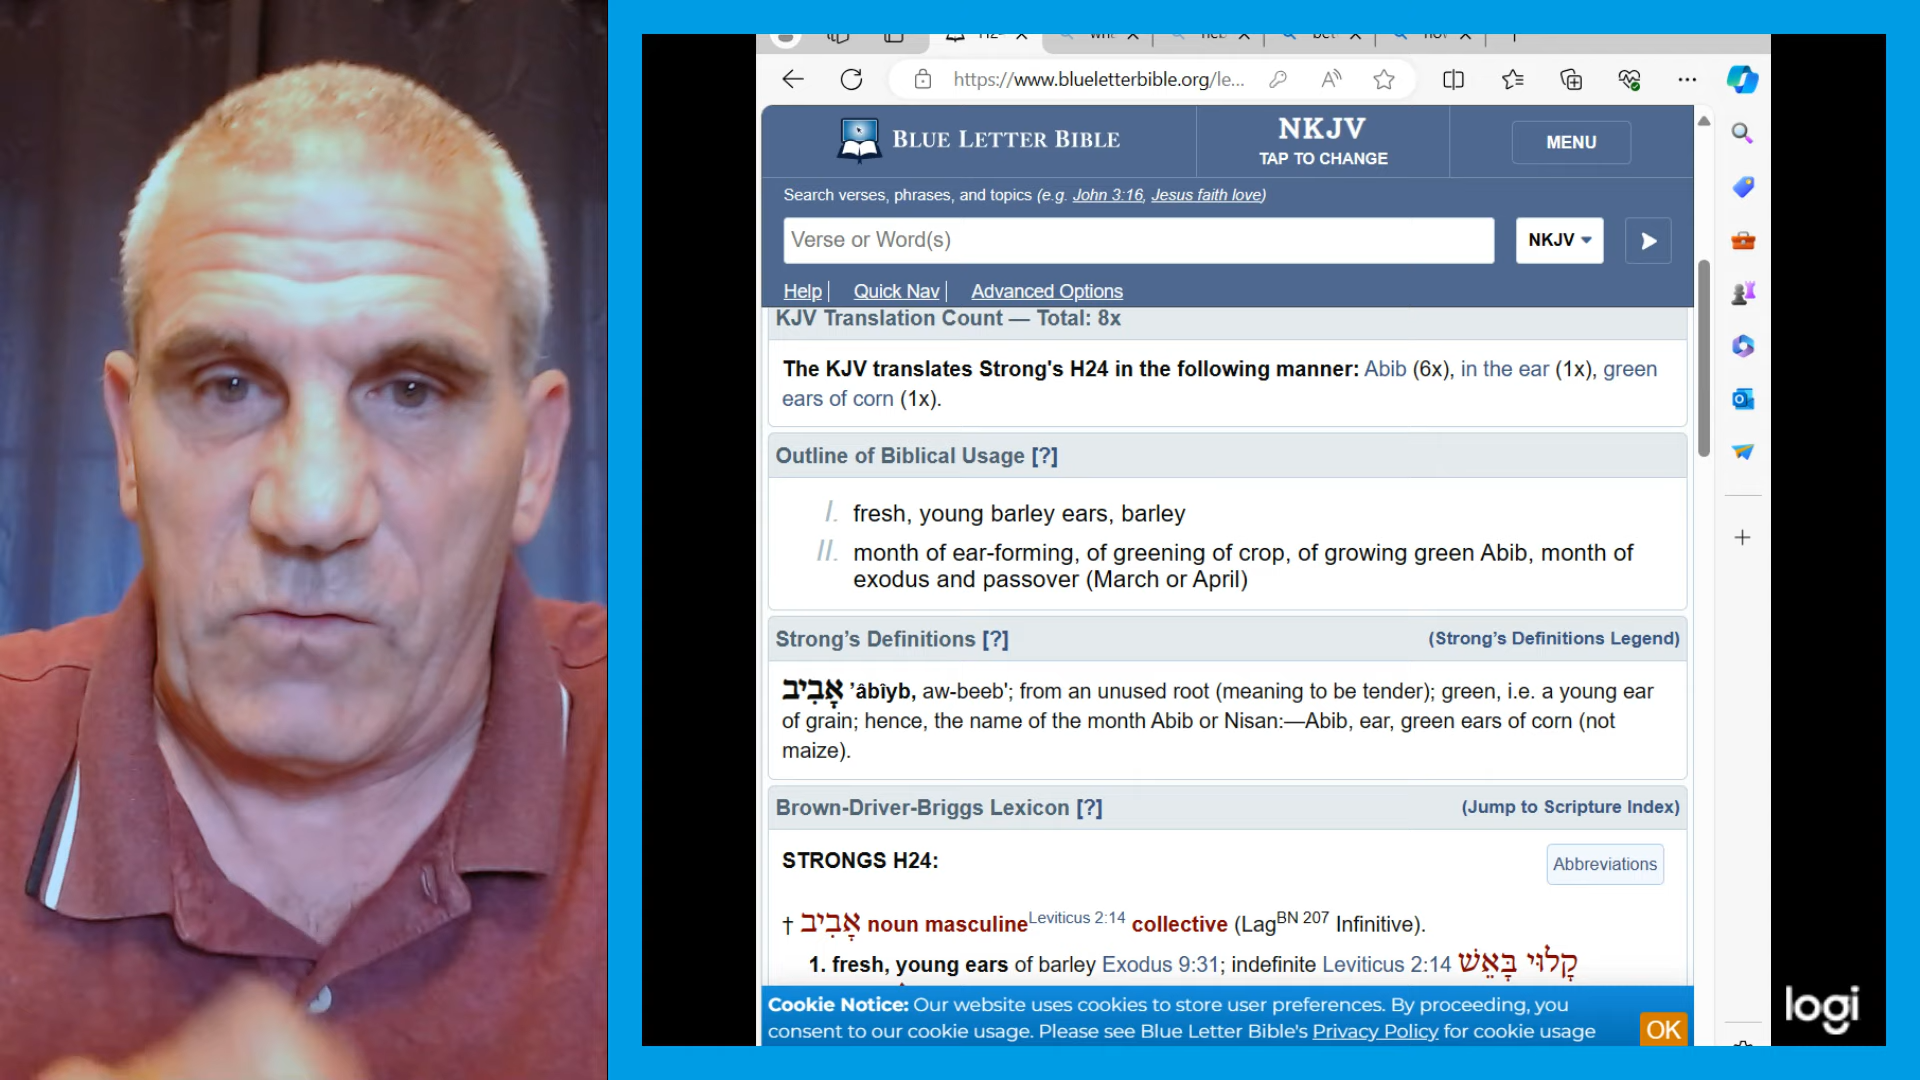 https://www.blueletterbible.org/le...
BLUE LETTER BIBLE
NKJV
TAP TO CHANGE
MENU
Search verses, phrases, and topics (e.g. John 3:16, Jesus faith love)
Verse or Word(s)
NKJV
Help
Quick Nav
Advanced Options
KJV Translation Count — Total: 8x
The KJV translates Strong's H24 in the following manner: Abib (6x), in the ear (1x), green
ears of corn (1x).
Outline of Biblical Usage [?]
I. fresh, young barley ears, barley
II. month of ear-forming, of greening of crop, of growing green Abib, month of
exodus and passover (March or April)
Strong's Definitions [?]
(Strong's Definitions Legend)
אָבִיב ʼâbîyb, aw-beeb'; from an unused root (meaning to be tender); green, i.e. a young ear
of grain; hence, the name of the month Abib or Nisan:—Abib, ear, green ears of corn (not
maize).
Brown-Driver-Briggs Lexicon [?]
(Jump to Scripture Index)
STRONGS H24:
Abbreviations
† אָבִיב noun masculine Leviticus 2:14 collective (Lag BN 207 Infinitive).
1. fresh, young ears of barley Exodus 9:31; indefinite Leviticus 2:14 קָלוּי בָּאֵשׁ
Cookie Notice: Our website uses cookies to store user preferences. By proceeding, you
consent to our cookie usage. Please see Blue Letter Bible's Privacy Policy for cookie usage
OK
logi